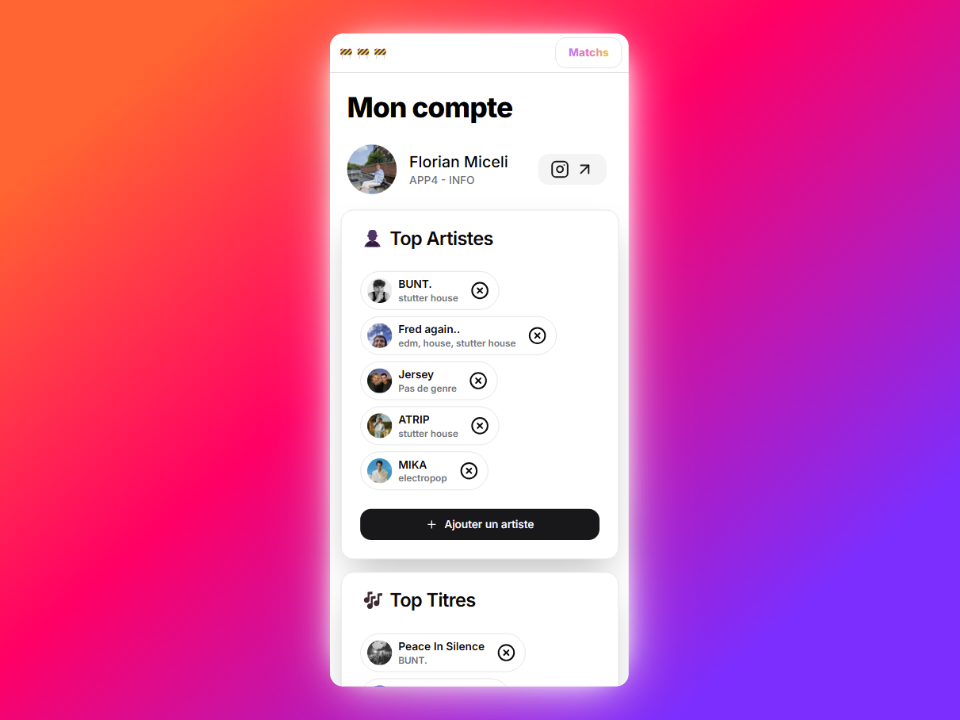 Matchs
Mon compte
Florian Miceli
APP4 - INFO
Top Artistes
BUNT.
stutter house
Fred again..
edm, house, stutter house
Jersey
Pas de genre
ATRIP
stutter house
MIKA
electropop
Ajouter un artiste
Top Titres
Peace In Silence
BUNT.